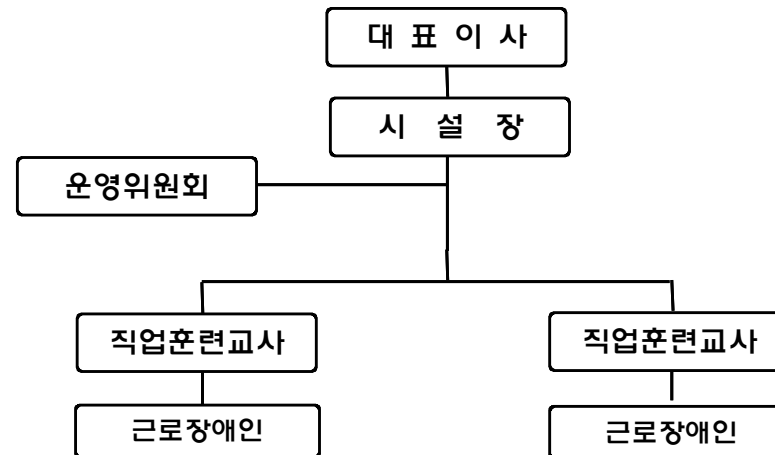 대 표 이 사
시 설 장
운영위원회
직업훈련교사
직업훈련교사
근로장애인
근로장애인